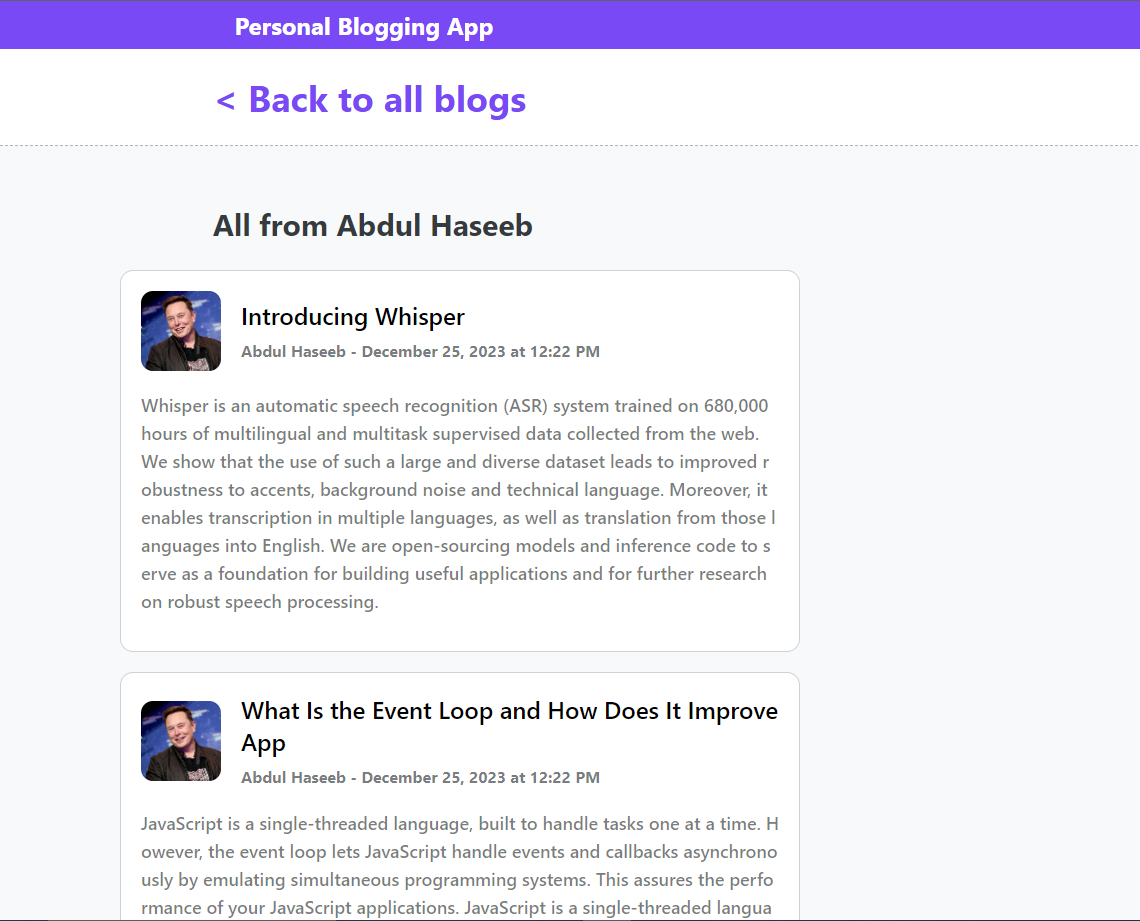 Personal Blogging App
< Back to all blogs
All from Abdul Haseeb
Introducing Whisper
Abdul Haseeb - December 25, 2023 at 12:22 PM
Whisper is an automatic speech recognition (ASR) system trained on 680,000
hours of multilingual and multitask supervised data collected from the web.
We show that the use of such a large and diverse dataset leads to improved r
obustness to accents, background noise and technical language. Moreover, it
enables transcription in multiple languages, as well as translation from those l
anguages into English. We are open-sourcing models and inference code to s
erve as a foundation for building useful applications and for further research
on robust speech processing.
What Is the Event Loop and How Does It Improve
App
Abdul Haseeb - December 25, 2023 at 12:22 PM
JavaScript is a single-threaded language, built to handle tasks one at a time. H
owever, the event loop lets JavaScript handle events and callbacks asynchrono
usly by emulating simultaneous programming systems. This assures the perfo
rmance of your JavaScript applications. JavaScript is a single-threaded langua